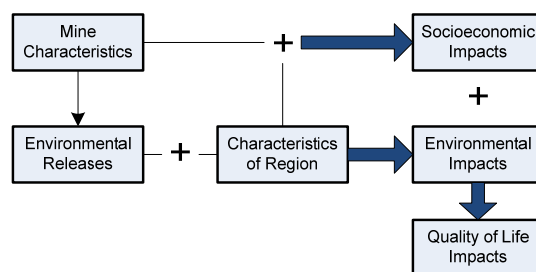 Mine
Characteristics
+
Socioeconomic
Impacts
+
Environmental
Releases
+
Characteristics
of Region
Environmental
Impacts
Quality of Life
Impacts